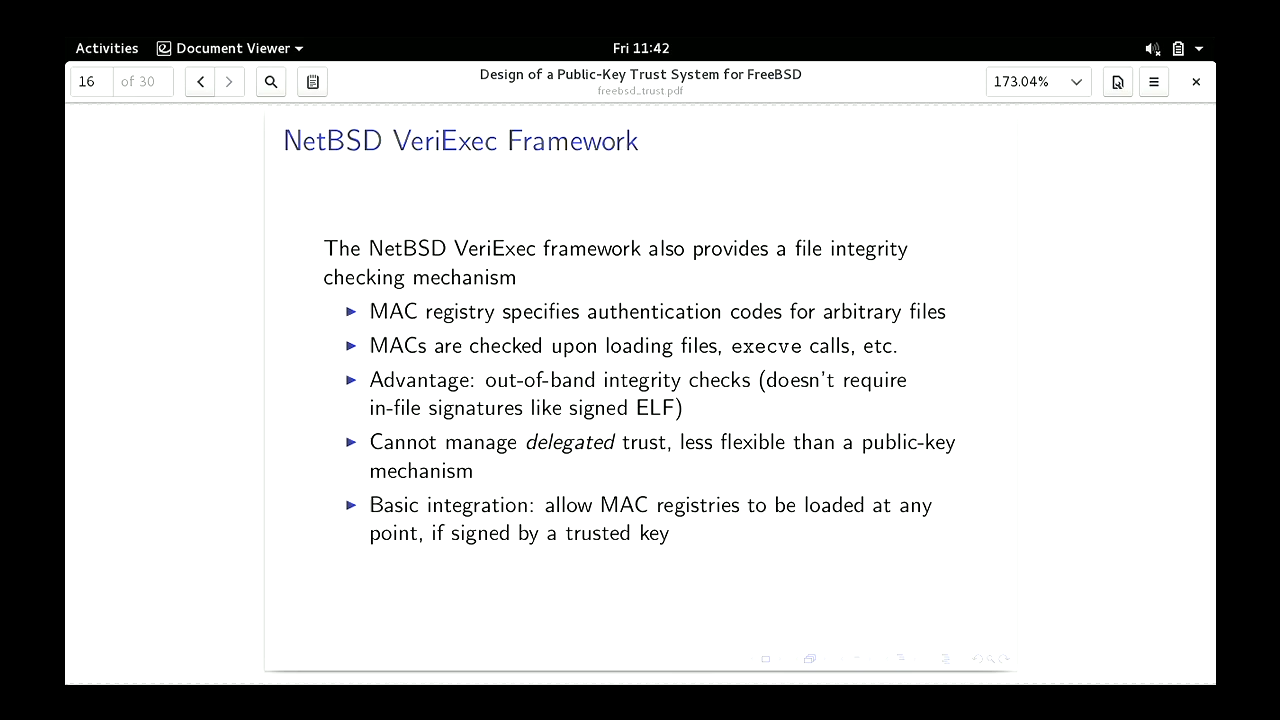 Activities Document Viewer Fri 11:42
16 of 30 Design of a Public-Key Trust System for FreeBSD 173.04%
freebsd_trust.pdf
NetBSD VeriExec Framework
The NetBSD VeriExec framework also provides a file integrity
checking mechanism
MAC registry specifies authentication codes for arbitrary files
MACs are checked upon loading files, execve calls, etc.
Advantage: out-of-band integrity checks (doesn't require
in-file signatures like signed ELF)
Cannot manage delegated trust, less flexible than a public-key
mechanism
Basic integration: allow MAC registries to be loaded at any
point, if signed by a trusted key